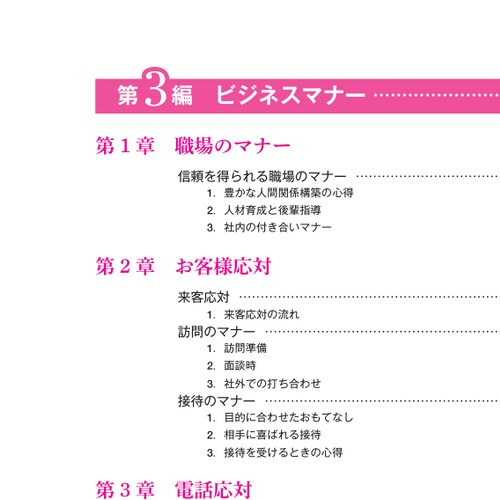 第3編 ビジネスマナー ……………………
第1章 職場のマナー
信頼を得られる職場のマナー ……………………
1. 豊かな人間関係構築の心得
2. 人材育成と後輩指導
3. 社内の付き合いマナー
第2章 お客様応対
来客応対 ……………………
1. 来客応対の流れ
訪問のマナー ……………………
1. 訪問準備
2. 面談時
3. 社外での打ち合わせ
接待のマナー ……………………
1. 目的に合わせたおもてなし
2. 相手に喜ばれる接待
3. 接待を受けるときの心得
第3章 電話応対